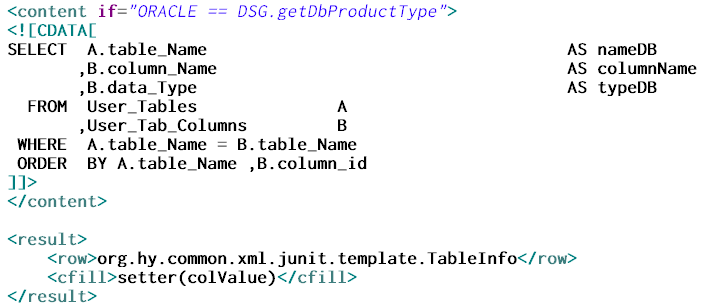 <content if="ORACLE == DSG.getDbProductType">
<![CDATA[
SELECT  A.table_Name                                    AS nameDB
       ,B.column_Name                                   AS columnName
       ,B.data_Type                                     AS typeDB
  FROM  User_Tables              A
       ,User_Tab_Columns         B
 WHERE  A.table_Name = B.table_Name
 ORDER  BY A.table_Name ,B.column_id
]]>
</content>

<result>
    <row>org.hy.common.xml.junit.template.TableInfo</row>
    <cfill>setter(colValue)</cfill>
</result>